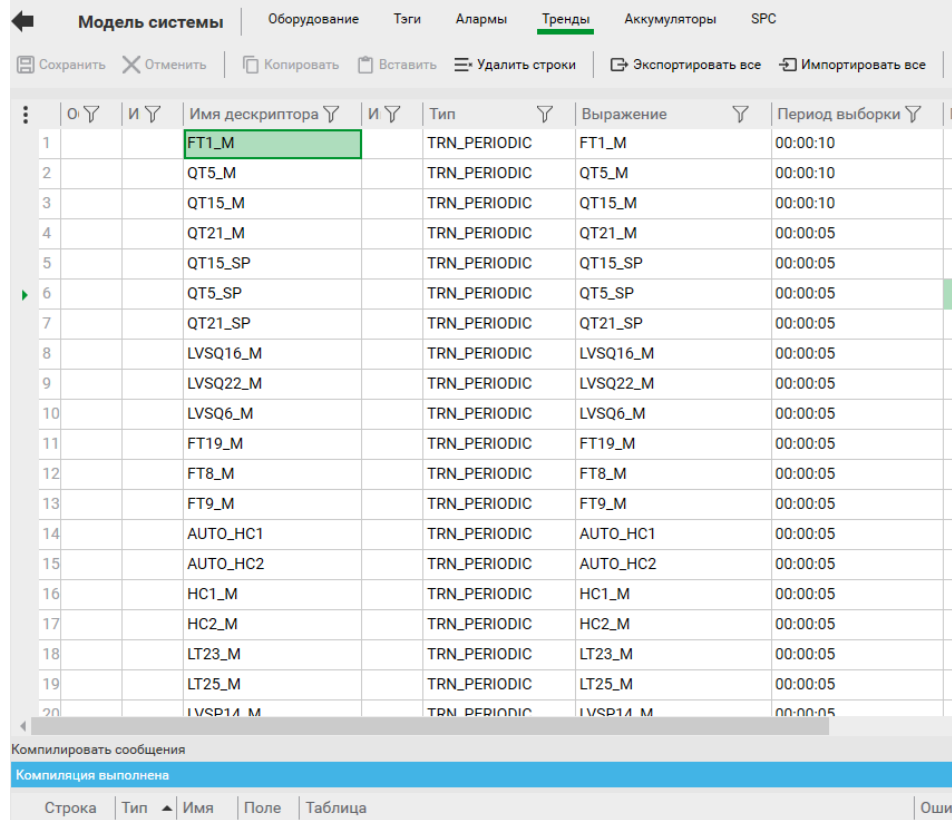 Модель системы Оборудование Тэги Алармы Тренды Аккумуляторы SPC
Сохранить Отменить Копировать Вставить Удалить строки Экспортировать все Импортировать все
И Имя дескриптора И Тип Выражение Период выборки
1 FT1_M TRN_PERIODIC FT1_M 00:00:10
2 QT5_M TRN_PERIODIC QT5_M 00:00:10
3 QT15_M TRN_PERIODIC QT15_M 00:00:10
4 QT21_M TRN_PERIODIC QT21_M 00:00:05
5 QT15_SP TRN_PERIODIC QT15_SP 00:00:05
6 QT5_SP TRN_PERIODIC QT5_SP 00:00:05
7 QT21_SP TRN_PERIODIC QT21_SP 00:00:05
8 LVSQ16_M TRN_PERIODIC LVSQ16_M 00:00:05
9 LVSQ22_M TRN_PERIODIC LVSQ22_M 00:00:05
10 LVSQ6_M TRN_PERIODIC LVSQ6_M 00:00:05
11 FT19_M TRN_PERIODIC FT19_M 00:00:05
12 FT8_M TRN_PERIODIC FT8_M 00:00:05
13 FT9_M TRN_PERIODIC FT9_M 00:00:05
14 AUTO_HC1 TRN_PERIODIC AUTO_HC1 00:00:05
15 AUTO_HC2 TRN_PERIODIC AUTO_HC2 00:00:05
16 HC1_M TRN_PERIODIC HC1_M 00:00:05
17 HC2_M TRN_PERIODIC HC2_M 00:00:05
18 LT23_M TRN_PERIODIC LT23_M 00:00:05
19 LT25_M TRN_PERIODIC LT25_M 00:00:05
20 LVSP14_M TRN_PERIODIC LVSP14_M 00:00:05
Компилировать сообщения
Компиляция выполнена
Строка Тип Имя Поле Таблица